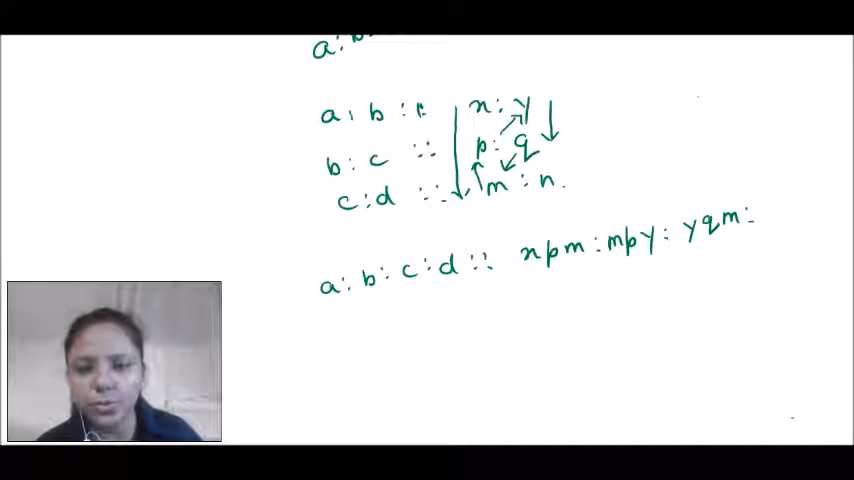 a : b
a : b :: x : y
b : c :: p : q
c : d :: m : n.
a : b : c : d :: xpm : mpy : yqm :